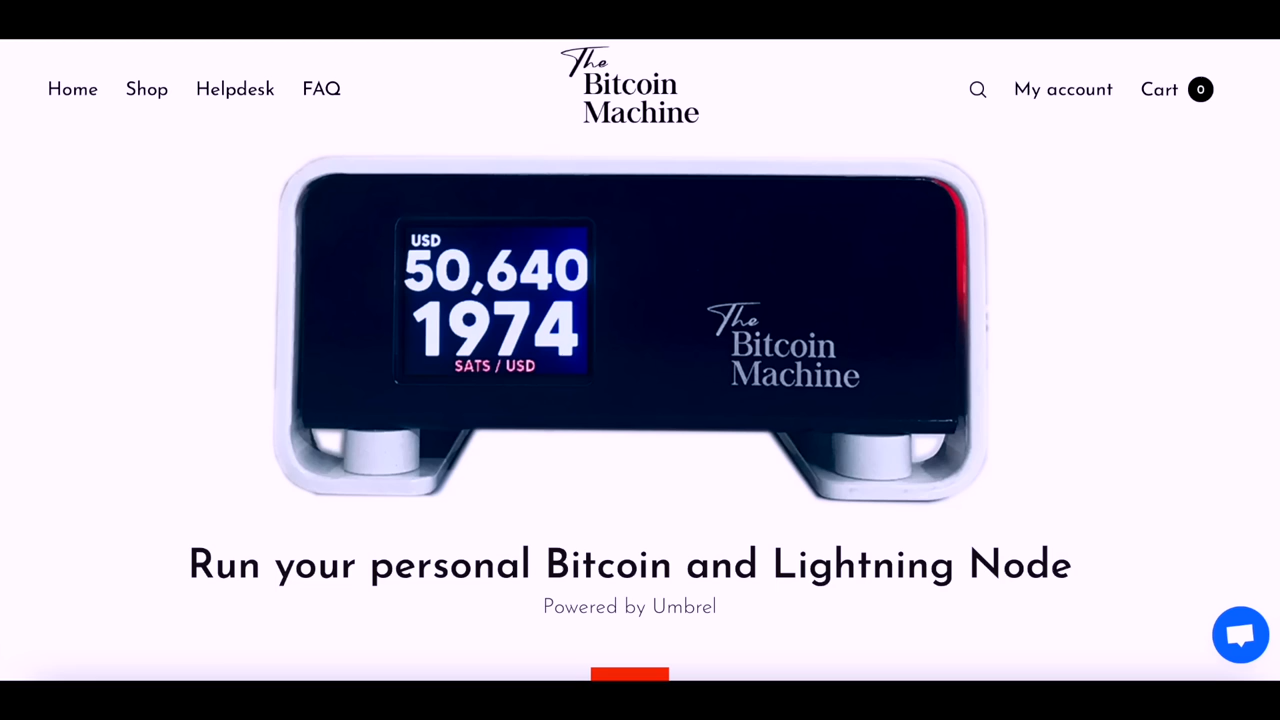 Home Shop Helpdesk FAQ
The
Bitcoin
Machine
My account Cart 0
USD
50,640
1974
SATS / USD
The
Bitcoin
Machine
Run your personal Bitcoin and Lightning Node
Powered by Umbrel